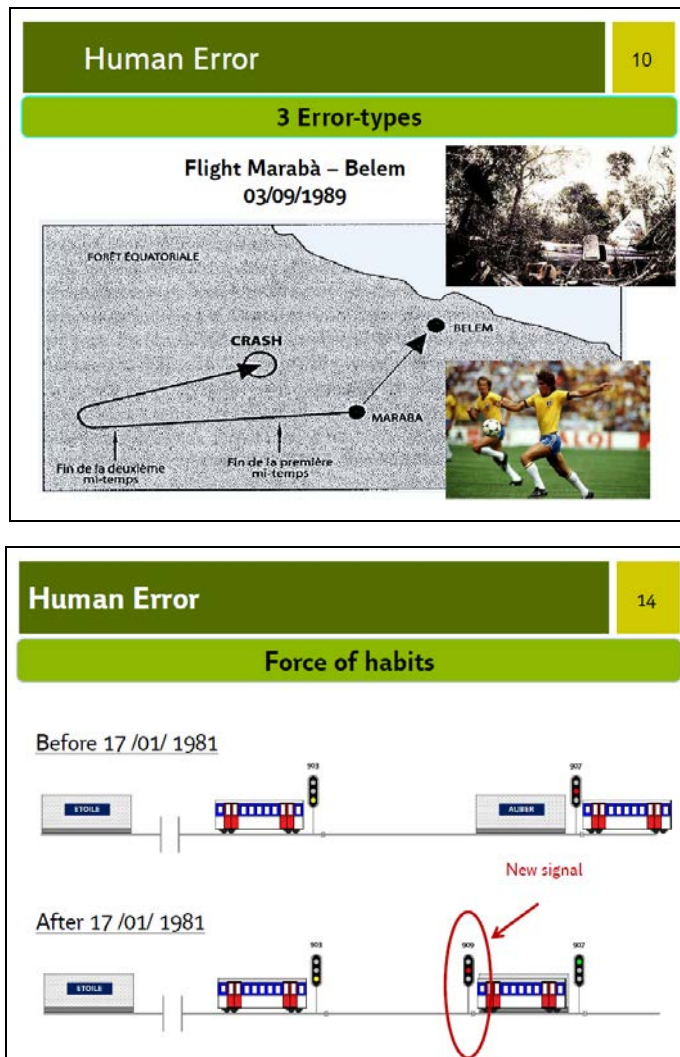 Human Error
10
3 Error-types
Flight Marabà – Belem
03/09/1989
FORÊT ÉQUATORIALE
BELEM
CRASH
MARABA
Fin de la deuxième
mi-temps
Fin de la première
mi-temps
Human Error
14
Force of habits
Before 17 /01/ 1981
903
907
ETOILE
AUBER
New signal
After 17 /01/ 1981
903
909
907
ETOILE